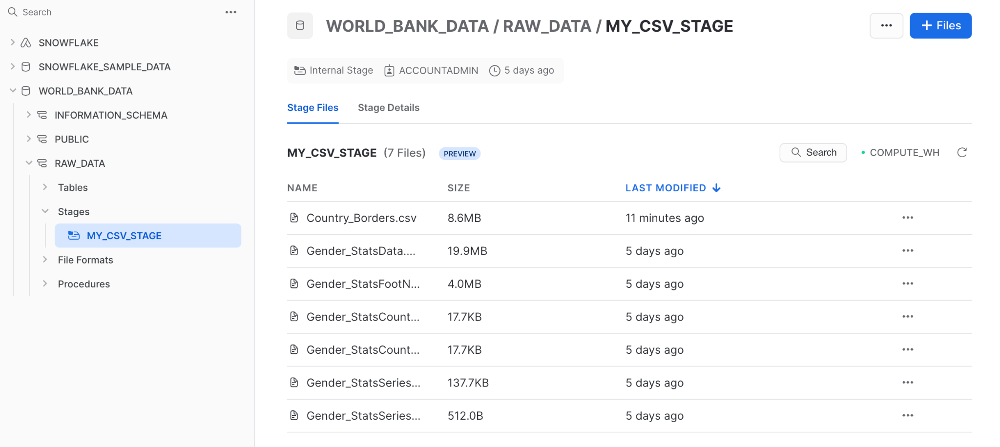 Search
SNOWFLAKE
SNOWFLAKE_SAMPLE_DATA
WORLD_BANK_DATA
INFORMATION_SCHEMA
PUBLIC
RAW_DATA
Tables
Stages
MY_CSV_STAGE
File Formats
Procedures
WORLD_BANK_DATA / RAW_DATA / MY_CSV_STAGE
... + Files
Internal Stage ACCOUNTADMIN 5 days ago
Stage Files Stage Details
MY_CSV_STAGE (7 Files) PREVIEW Search COMPUTE_WH
NAME SIZE LAST MODIFIED ↓
Country_Borders.csv 8.6MB 11 minutes ago
Gender_StatsData.... 19.9MB 5 days ago
Gender_StatsFootN... 4.0MB 5 days ago
Gender_StatsCount... 17.7KB 5 days ago
Gender_StatsCount... 17.7KB 5 days ago
Gender_StatsSeries... 137.7KB 5 days ago
Gender_StatsSeries... 512.0B 5 days ago